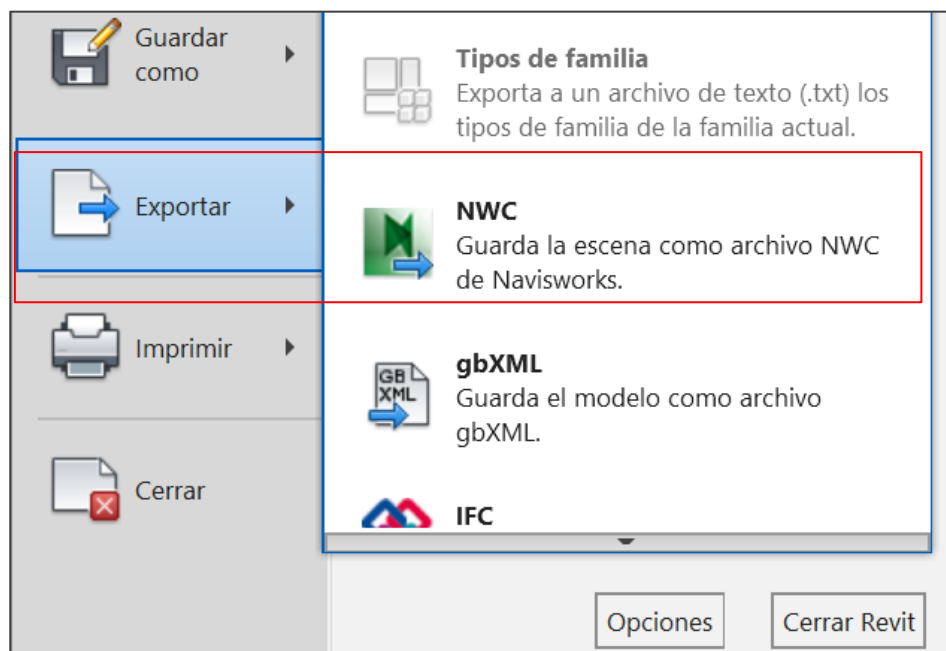 Guardar
como
Exportar
Imprimir
Cerrar
Tipos de familia
Exporta a un archivo de texto (.txt) los
tipos de familia de la familia actual.
NWC
Guarda la escena como archivo NWC
de Navisworks.
GB
XML
gbXML
Guarda el modelo como archivo
gbXML.
IFC
Opciones
Cerrar Revit